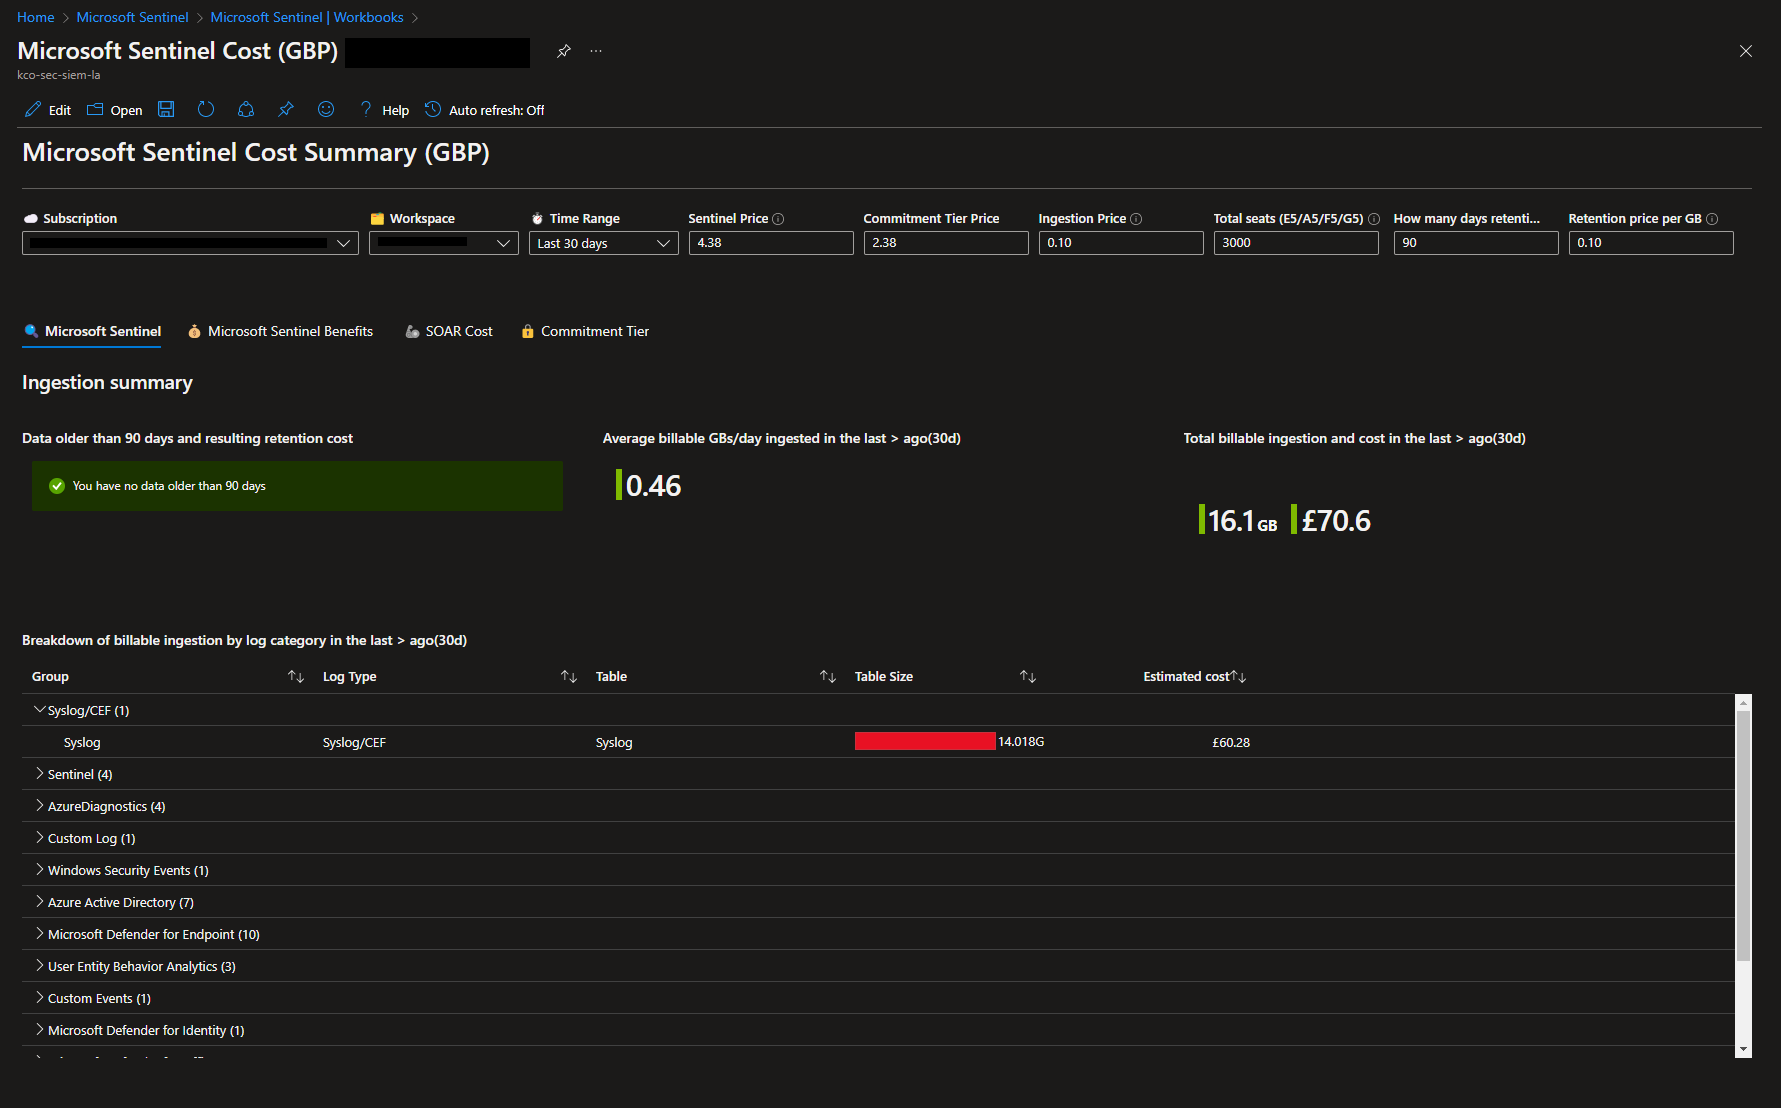 Home > Microsoft Sentinel > Microsoft Sentinel | Workbooks >
Microsoft Sentinel Cost (GBP)
kco-sec-siem-la
Edit Open Help Auto refresh: Off
Microsoft Sentinel Cost Summary (GBP)
Subscription Workspace Time Range Sentinel Price Commitment Tier Price Ingestion Price Total seats (E5/A5/F5/G5) How many days retenti... Retention price per GB
Last 30 days 4.38 2.38 0.10 3000 90 0.10
Microsoft Sentinel Microsoft Sentinel Benefits SOAR Cost Commitment Tier
Ingestion summary
Data older than 90 days and resulting retention cost Average billable GBs/day ingested in the last > ago(30d) Total billable ingestion and cost in the last > ago(30d)
You have no data older than 90 days 0.46
16.1 GB £70.6
Breakdown of billable ingestion by log category in the last > ago(30d)
Group Log Type Table Table Size Estimated cost
Syslog/CEF (1)
Syslog Syslog/CEF Syslog 14.018G £60.28
Sentinel (4)
AzureDiagnostics (4)
Custom Log (1)
Windows Security Events (1)
Azure Active Directory (7)
Microsoft Defender for Endpoint (10)
User Entity Behavior Analytics (3)
Custom Events (1)
Microsoft Defender for Identity (1)